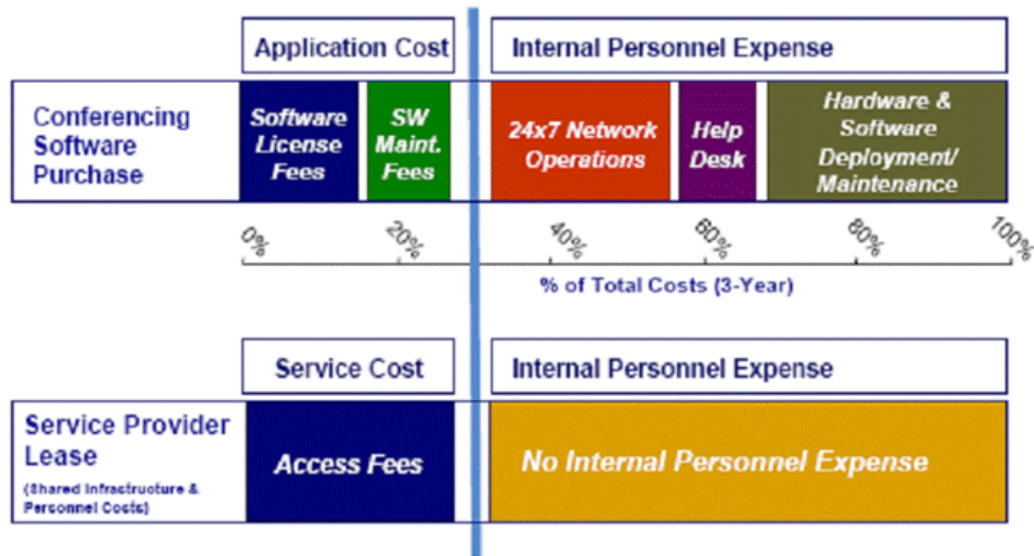 Application Cost
Internal Personnel Expense
Conferencing
Software
Purchase
Software
License
Fees
SW
Maint.
Fees
24x7 Network
Operations
Help
Desk
Hardware &
Software
Deployment/
Maintenance
0%
20%
40%
60%
80%
100%
% of Total Costs (3-Year)
Service Cost
Internal Personnel Expense
Service Provider
Lease
(Shared Infrastructure &
Personnel Costs)
Access Fees
No Internal Personnel Expense